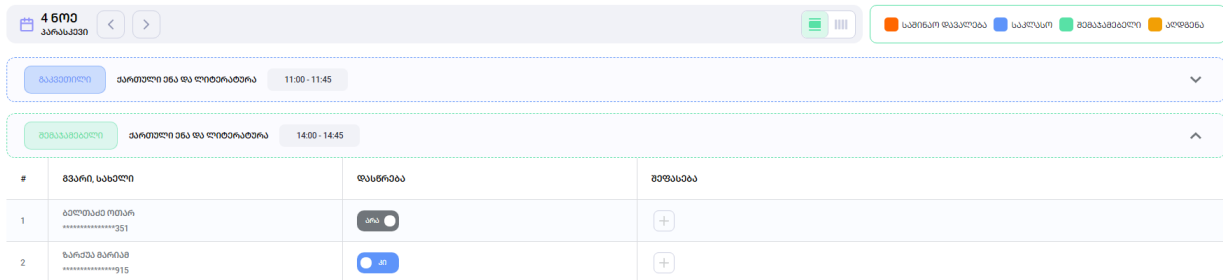 4 ნოე
პარასკევი
საშინაო დავალება საკლასო შემაჯამებელი აღდგენა
გაკვეთილი ქართული ენა და ლიტერატურა 11:00 - 11:45
შემაჯამებელი ქართული ენა და ლიტერატურა 14:00 - 14:45
# გვარი, სახელი დასწრება შეფასება
1 ბელთაძე ოთარ არა
**************351
2 ზარქუა მარიამ კი
**************915